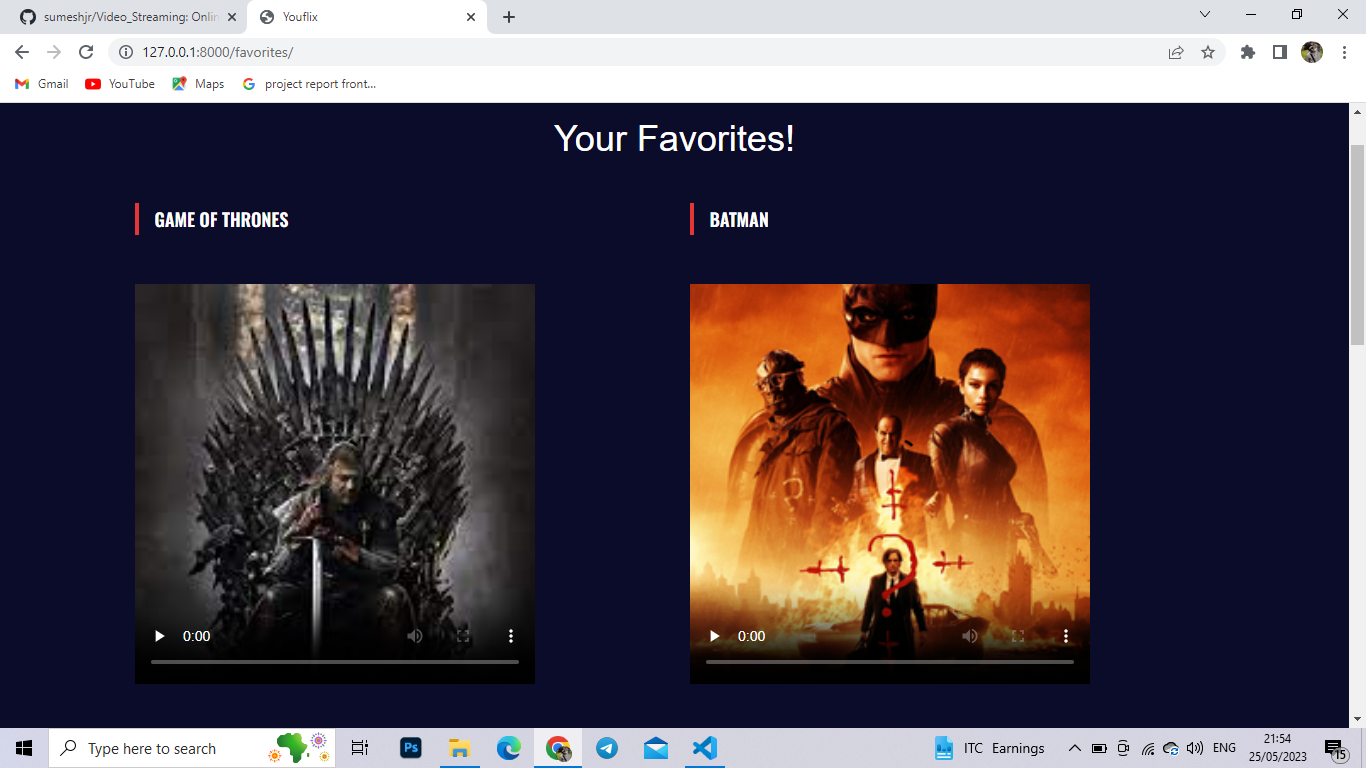 sumeshjr/Video_Streaming: Onlin
Youflix
127.0.0.1:8000/favorites/
Gmail
YouTube
Maps
project report front...
Your Favorites!
GAME OF THRONES
BATMAN
0:00
0:00
Type here to search
Ps
ITC Earnings
ENG
21:54
25/05/2023
15